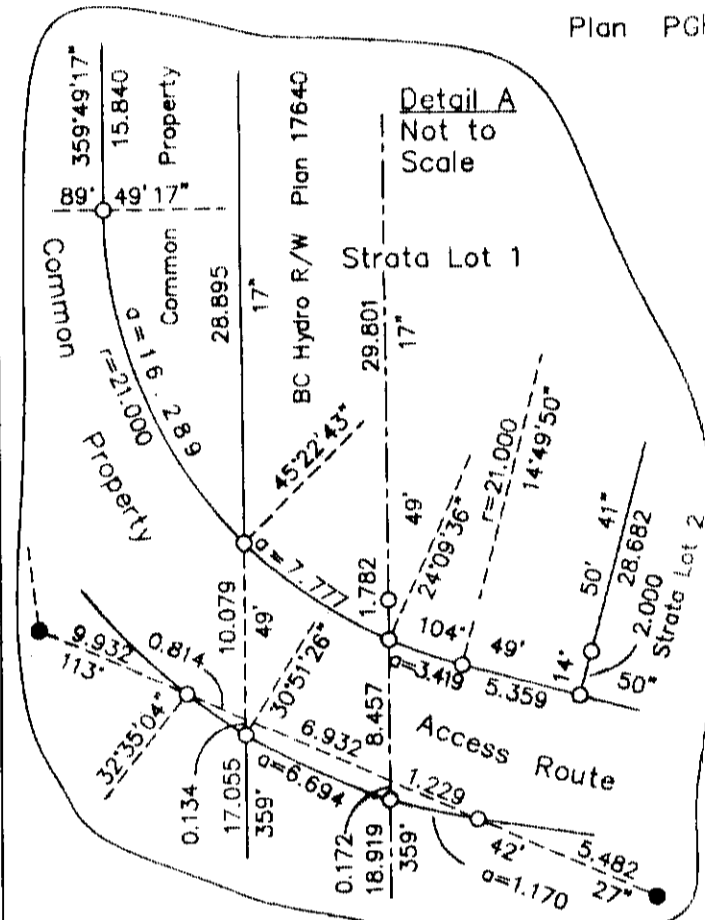 Plan PG
Detail A
Not to
Scale
359°49'17"
15.840
Property
89° 49' 17"
Common
Common
Property
a=16.289
r=21.000
28.895
17"
BC Hydro R/W Plan 17640
Strata Lot 1
29.801
17"
45°22'43"
49'
24°09'36"
r=21.000
14°49'50"
50' 41"
28.682
2.000
Strata Lot 2
a=7.777
1.782
104°
49'
14°
50"
a=3.419
5.359
10.079
49'
30°51'26"
8.457
Access Route
9.932
113°
0.814
32°35'04"
6.932
1.229
0.134
17.055
359°
a=6.694
0.172
18.919
359°
42'
a=1.170
5.482
27"